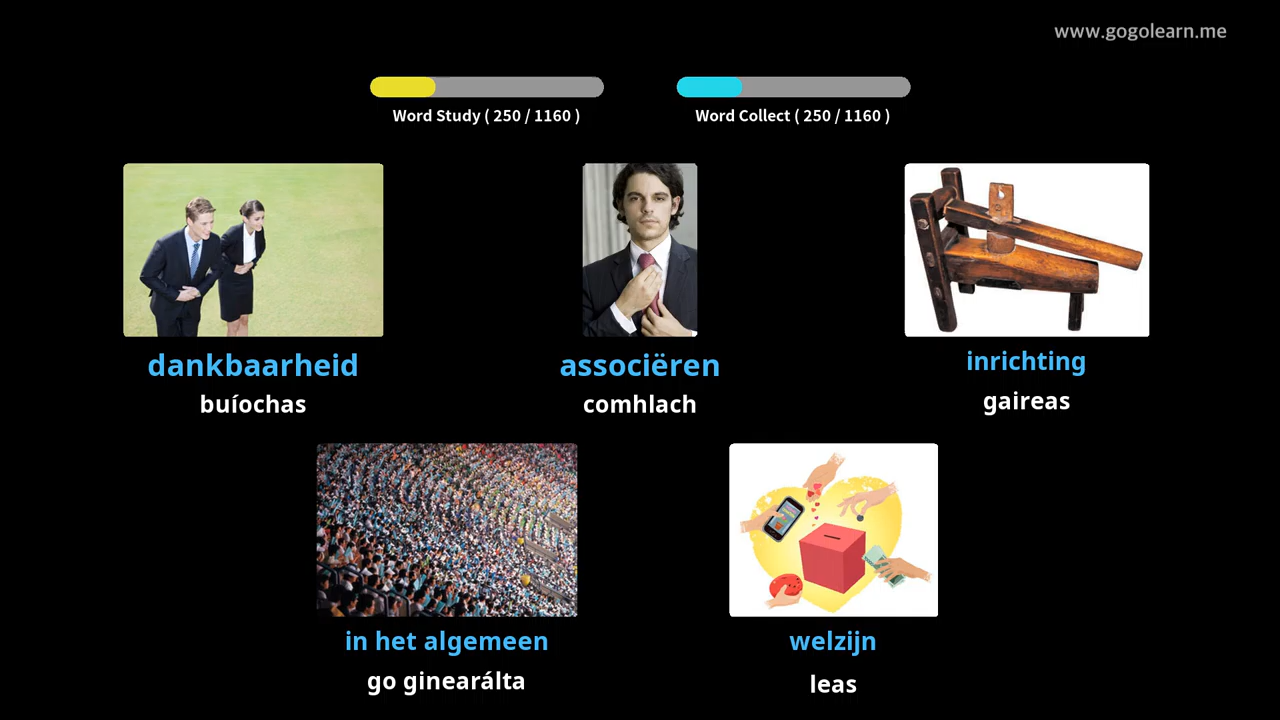 www.gogolearn.me
Word Study ( 250 / 1160 )
Word Collect ( 250 / 1160 )
dankbaarheid
buíochas
associëren
comhlach
inrichting
gaireas
in het algemeen
go ginearálta
welzijn
leas